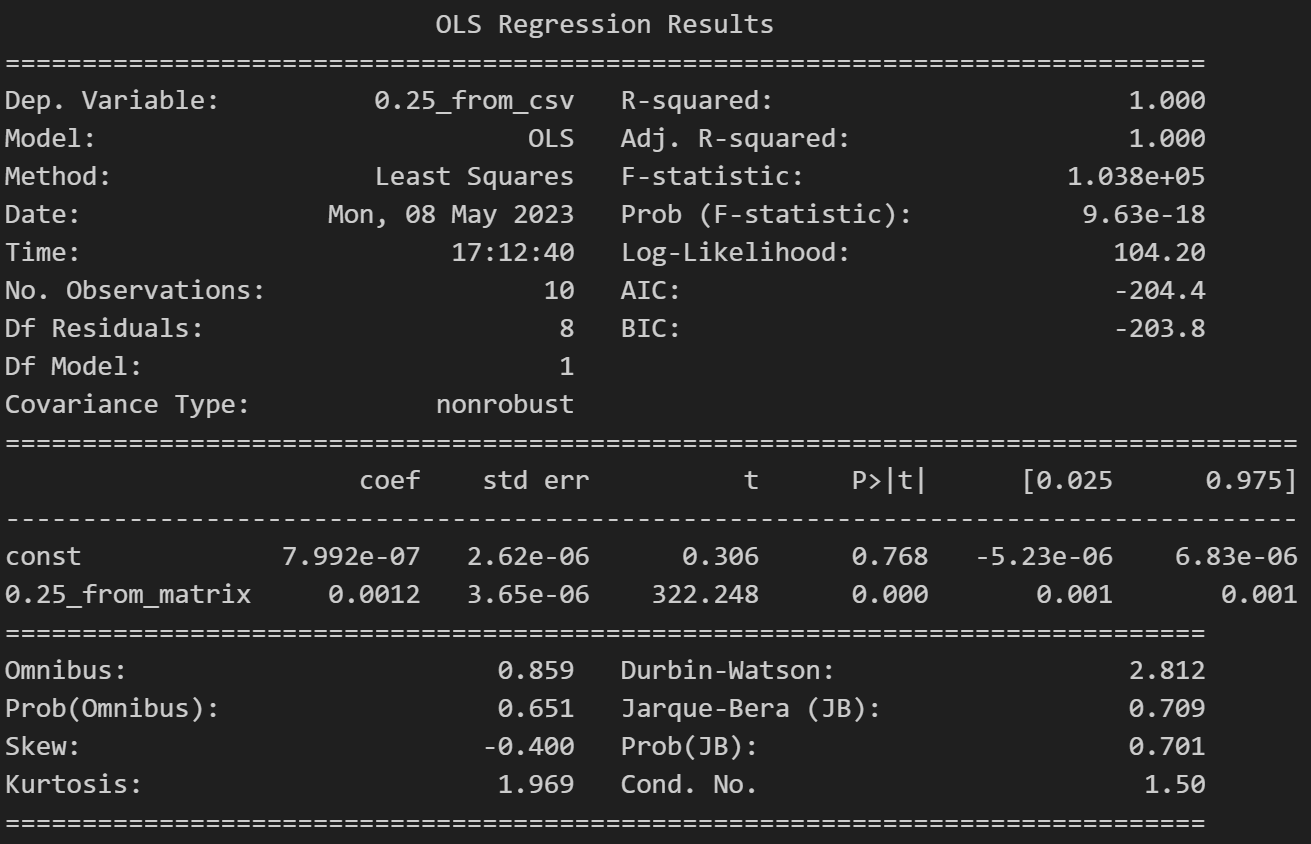 OLS Regression Results
==============================================================================
Dep. Variable: 0.25_from_csv R-squared: 1.000
Model: OLS Adj. R-squared: 1.000
Method: Least Squares F-statistic: 1.038e+05
Date: Mon, 08 May 2023 Prob (F-statistic): 9.63e-18
Time: 17:12:40 Log-Likelihood: 104.20
No. Observations: 10 AIC: -204.4
Df Residuals: 8 BIC: -203.8
Df Model: 1
Covariance Type: nonrobust
====================================================================================
coef std err t P>|t| [0.025 0.975]
------------------------------------------------------------------------------------
const 7.992e-07 2.62e-06 0.306 0.768 -5.23e-06 6.83e-06
0.25_from_matrix 0.0012 3.65e-06 322.248 0.000 0.001 0.001
==============================================================================
Omnibus: 0.859 Durbin-Watson: 2.812
Prob(Omnibus): 0.651 Jarque-Bera (JB): 0.709
Skew: -0.400 Prob(JB): 0.701
Kurtosis: 1.969 Cond. No. 1.50
==============================================================================